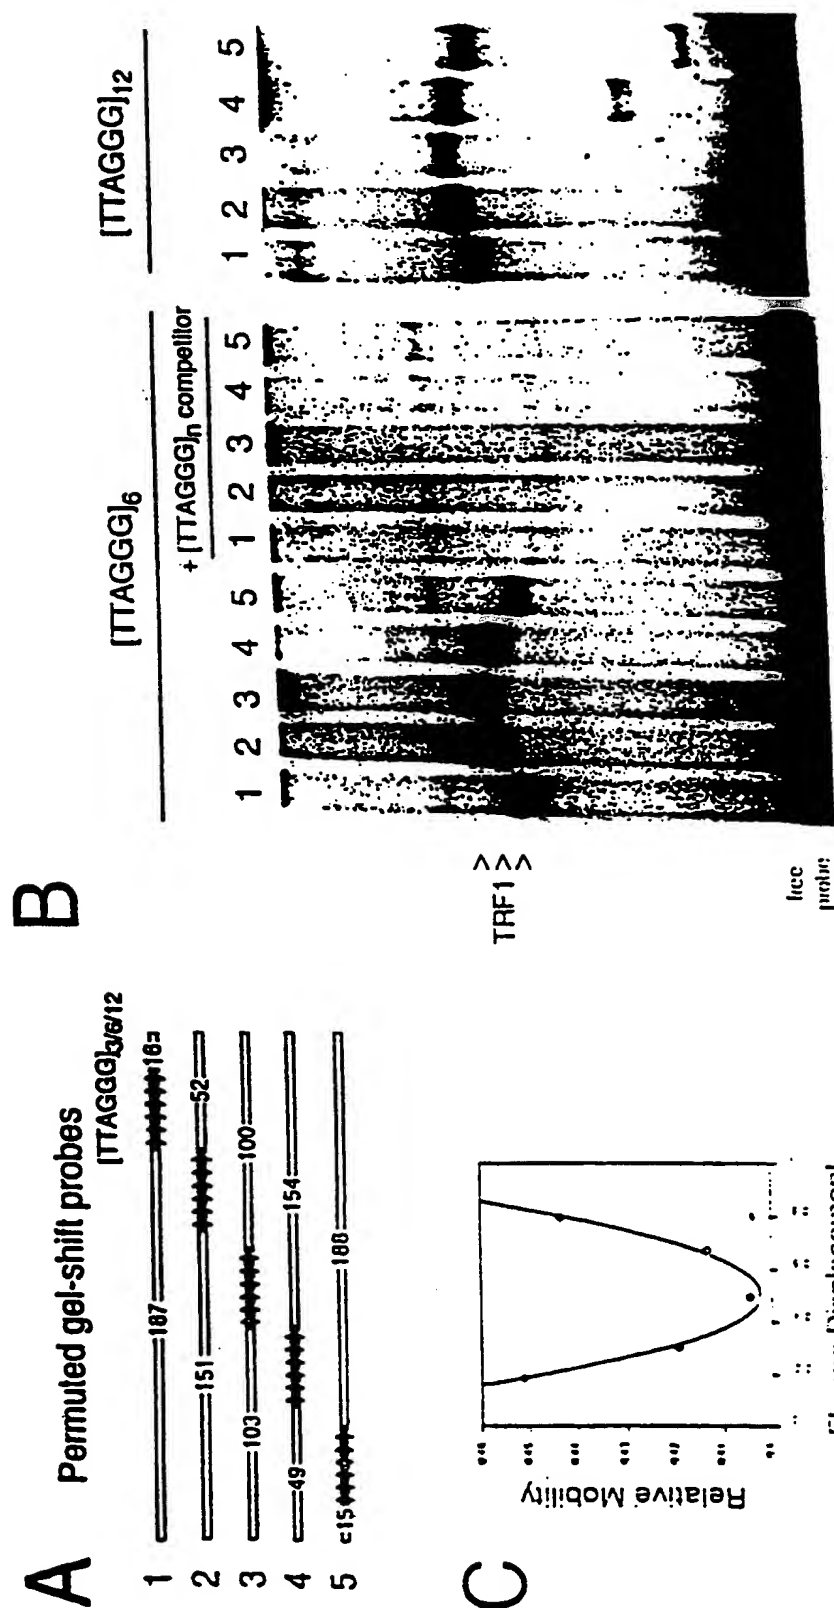 A
Permuted gel-shift probes
[TTAGGG]3/6/12
1 187 16
2 151 52
3 103 100
4 49 154
5 15 188
B
[TTAGGG]6
[TTAGGG]12
+ [TTAGGG]n competitor
1 2 3 4 5 1 2 3 4 5 1 2 3 4 5
TRF1
probe
C
Relative Mobility